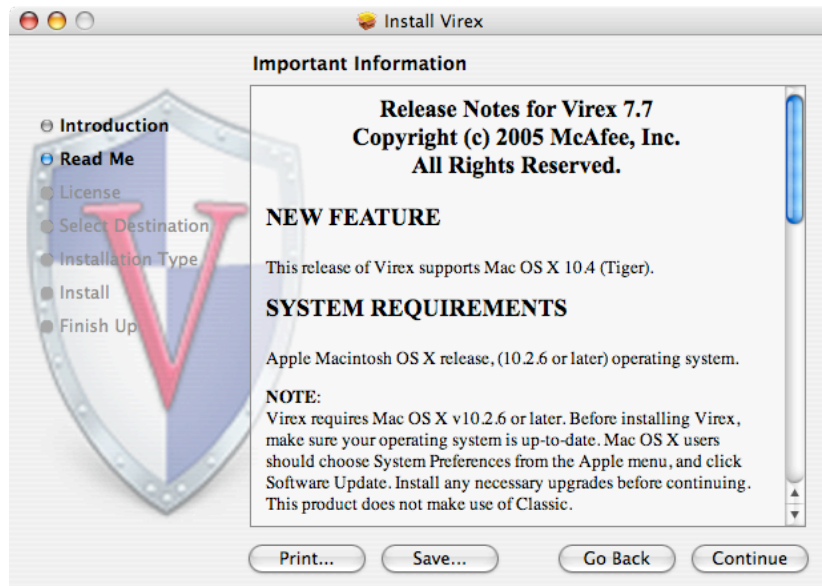 Install Virex
Important Information
Introduction
Read Me
License
Select Destination
Installation Type
Install
Finish Up
V
Release Notes for Virex 7.7
Copyright (c) 2005 McAfee, Inc.
All Rights Reserved.
NEW FEATURE
This release of Virex supports Mac OS X 10.4 (Tiger).
SYSTEM REQUIREMENTS
Apple Macintosh OS X release, (10.2.6 or later) operating system.
NOTE:
Virex requires Mac OS X v10.2.6 or later. Before installing Virex,
make sure your operating system is up-to-date. Mac OS X users
should choose System Preferences from the Apple menu, and click
Software Update. Install any necessary upgrades before continuing.
This product does not make use of Classic.
Print... Save... Go Back Continue